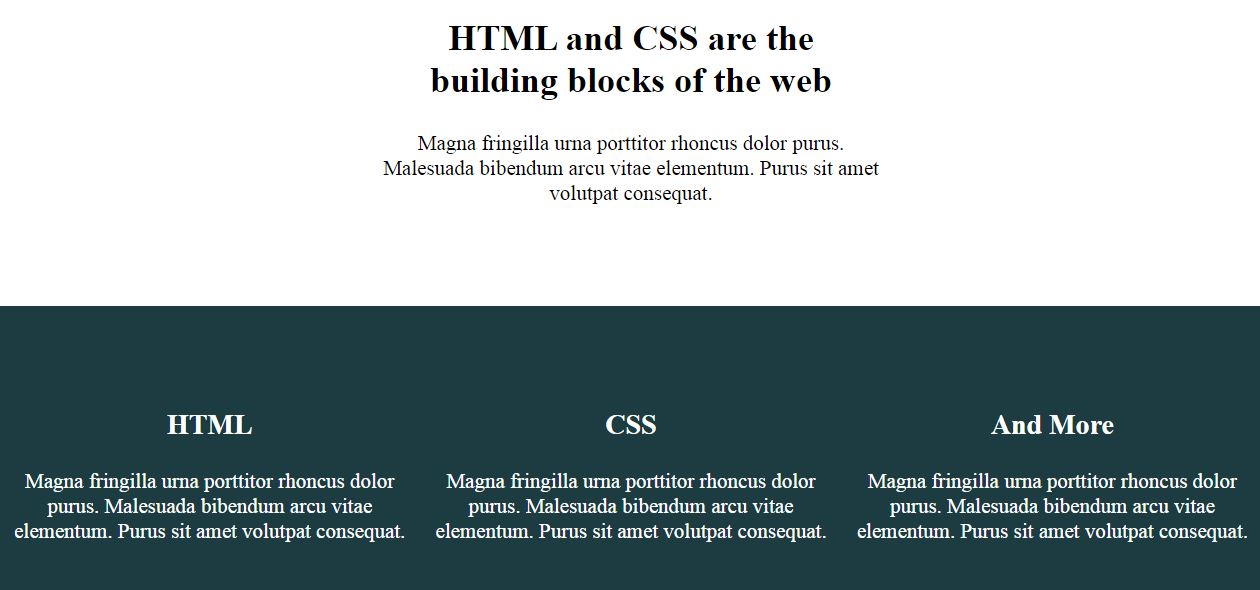 HTML and CSS are the
building blocks of the web
Magna fringilla urna porttitor rhoncus dolor purus.
Malesuada bibendum arcu vitae elementum. Purus sit amet
volutpat consequat.
HTML
Magna fringilla urna porttitor rhoncus dolor
purus. Malesuada bibendum arcu vitae
elementum. Purus sit amet volutpat consequat.
CSS
Magna fringilla urna porttitor rhoncus dolor
purus. Malesuada bibendum arcu vitae
elementum. Purus sit amet volutpat consequat.
And More
Magna fringilla urna porttitor rhoncus dolor
purus. Malesuada bibendum arcu vitae
elementum. Purus sit amet volutpat consequat.